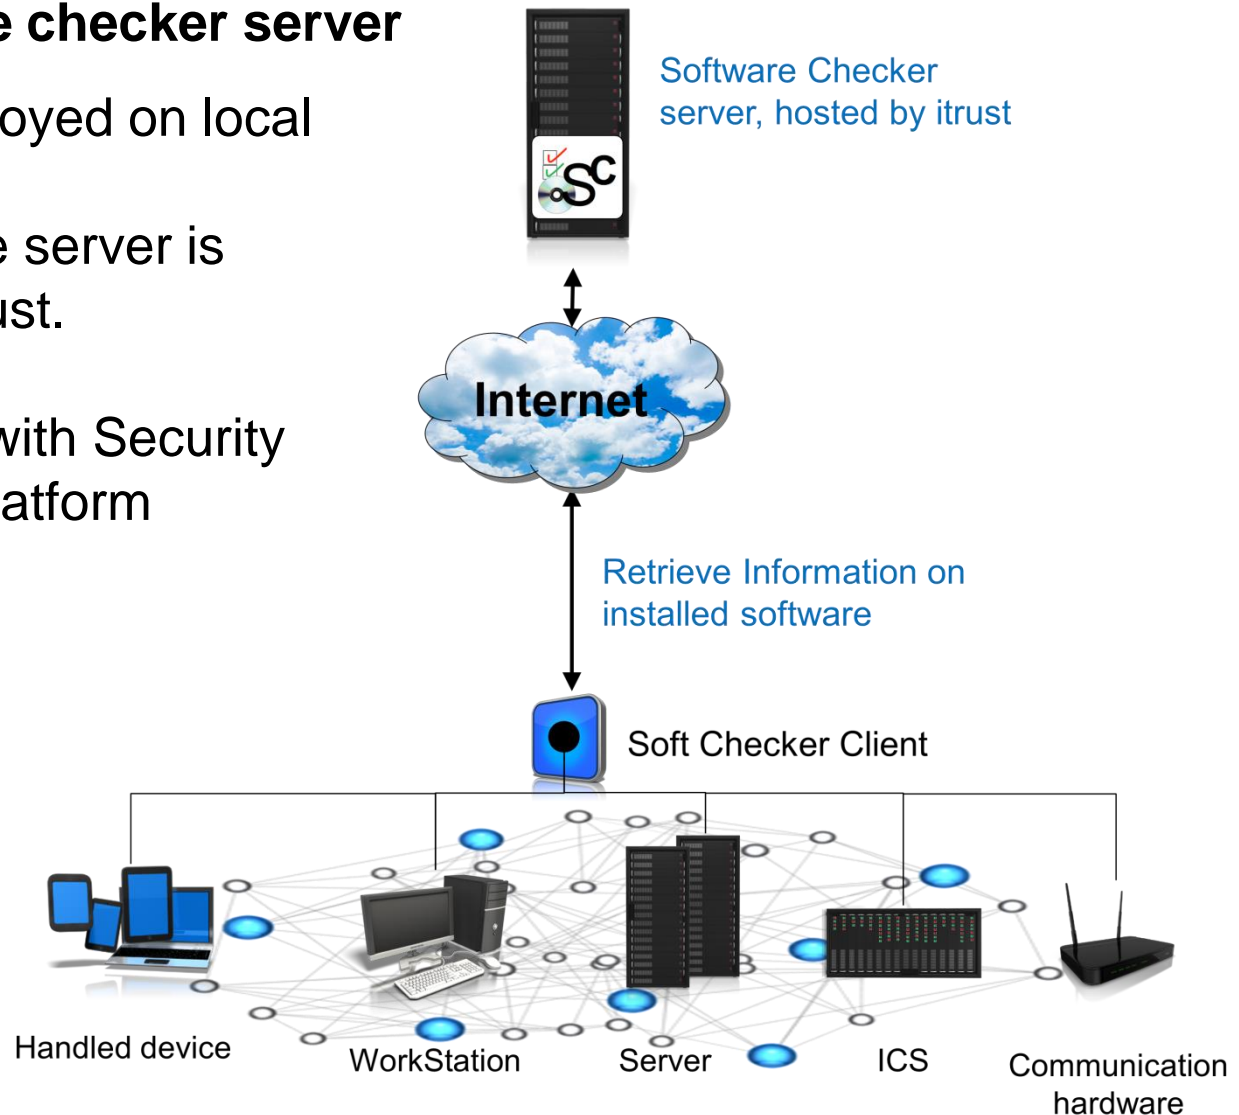 e checker server
oyed on local
e server is
ust.
with Security
atform
Software Checker
server, hosted by itrust
SC
Internet
Retrieve Information on
installed software
Soft Checker Client
Handled device
WorkStation
Server
ICS
Communication
hardware